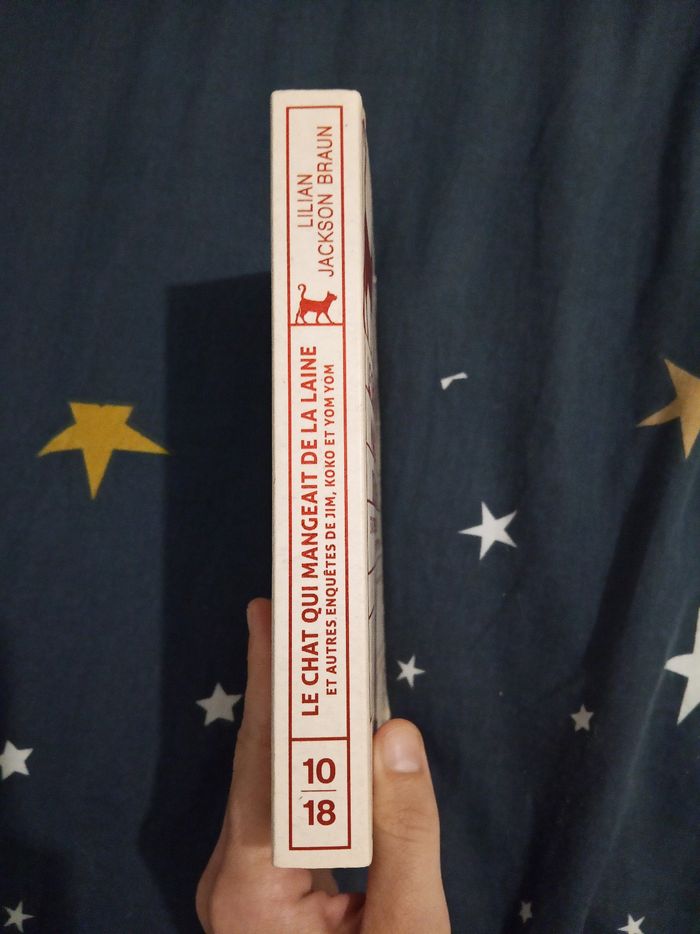 LILIAN
JACKSON BRAUN
LE CHAT QUI MANGEAIT DE LA LAINE
ET AUTRES ENQUÊTES DE JIM, KOKO ET YOM YOM
10
18